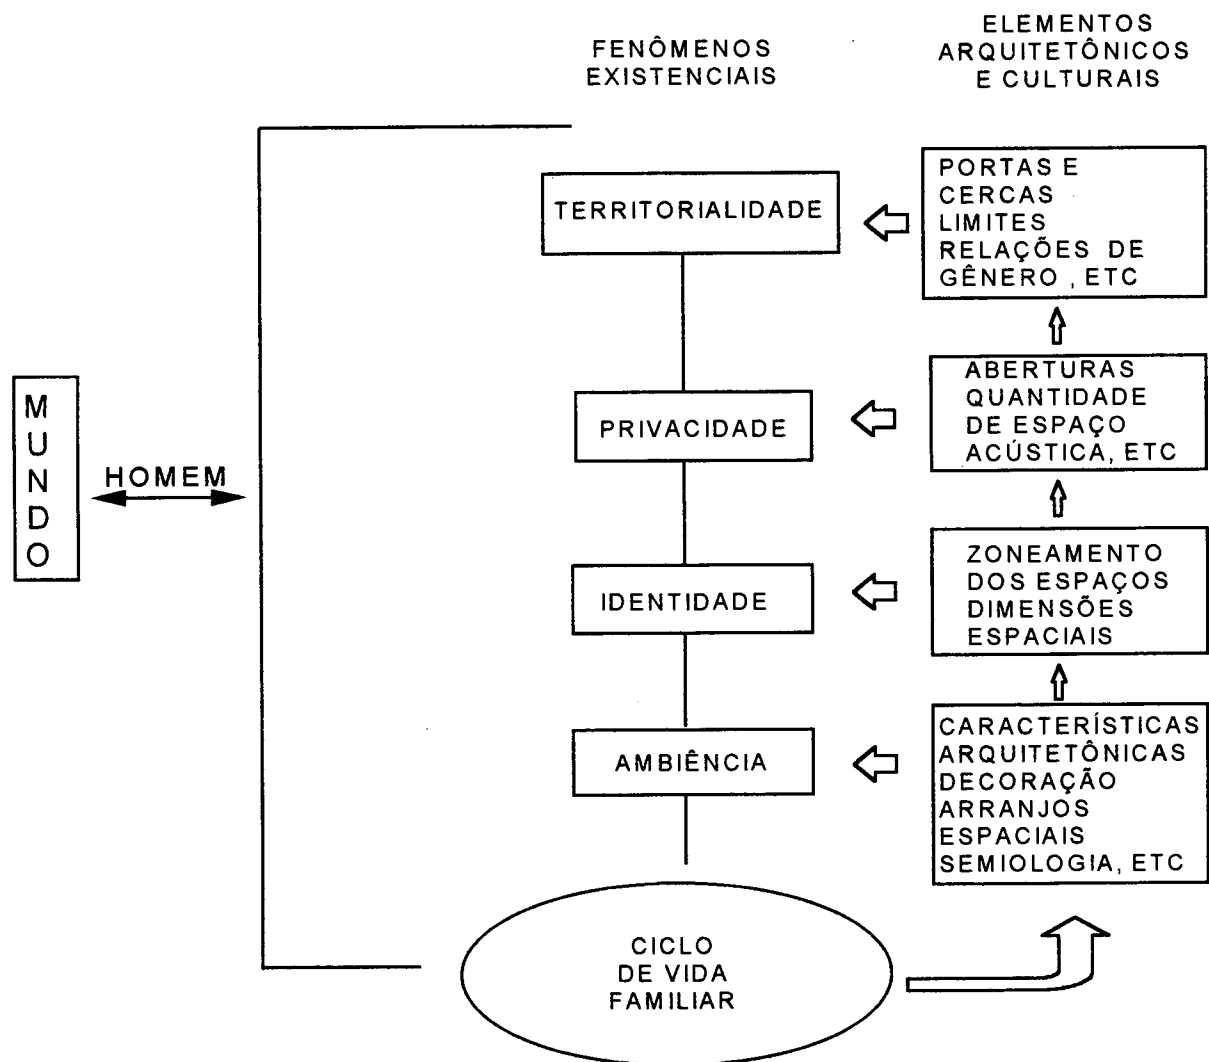 FENÔMENOS
EXISTENCIAIS
ELEMENTOS
ARQUITETÔNICOS
E CULTURAIS
TERRITORIALIDADE
PORTAS E
CERCAS
LIMITES
RELAÇÕES DE
GÊNERO , ETC
MUNDO
HOMEM
PRIVACIDADE
ABERTURAS
QUANTIDADE
DE ESPAÇO
ACÚSTICA, ETC
IDENTIDADE
ZONEAMENTO
DOS ESPAÇOS
DIMENSÕES
ESPACIAIS
AMBIÊNCIA
CARACTERÍSTICAS
ARQUITETÔNICAS
DECORAÇÃO
ARRANJOS
ESPACIAIS
SEMIOLOGIA, ETC
CICLO
DE VIDA
FAMILIAR